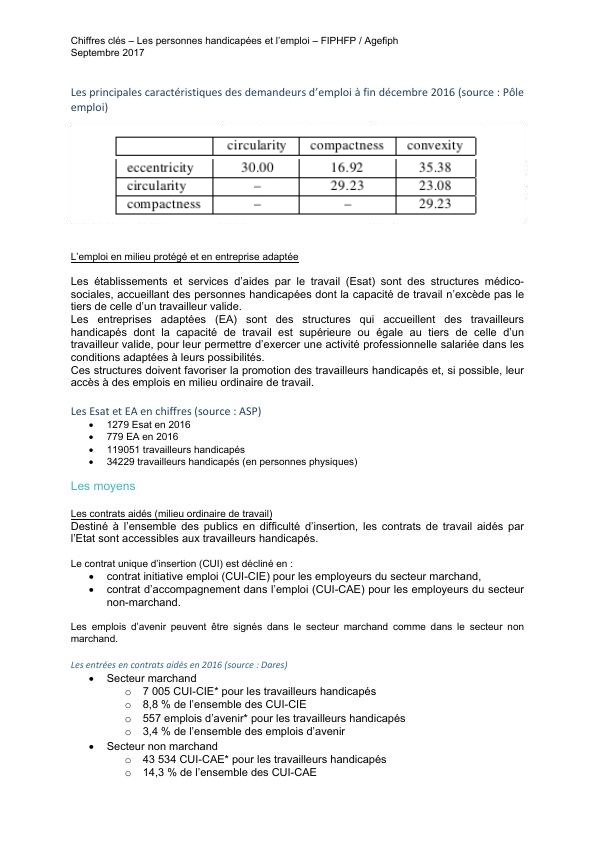 Chiffres clés – Les personnes handicapées et l'emploi – FIPHFP / Agefiph
Septembre 2017
Les principales caractéristiques des demandeurs d'emploi à fin décembre 2016 (source : Pôle
emploi)
circularity compactness convexity
eccentricity 30.00 16.92 35.38
circularity – 29.23 23.08
compactness – – 29.23
L'emploi en milieu protégé et en entreprise adaptée
Les établissements et services d'aides par le travail (Esat) sont des structures médico-
sociales, accueillant des personnes handicapées dont la capacité de travail n'excède pas le
tiers de celle d'un travailleur valide.
Les entreprises adaptées (EA) sont des structures qui accueillent des travailleurs
handicapés dont la capacité de travail est supérieure ou égale au tiers de celle d'un
travailleur valide, pour leur permettre d'exercer une activité professionnelle salariée dans les
conditions adaptées à leurs possibilités.
Ces structures doivent favoriser la promotion des travailleurs handicapés et, si possible, leur
accès à des emplois en milieu ordinaire de travail.
Les Esat et EA en chiffres (source : ASP)
• 1279 Esat en 2016
• 779 EA en 2016
• 119051 travailleurs handicapés
• 34229 travailleurs handicapés (en personnes physiques)
Les moyens
Les contrats aidés (milieu ordinaire de travail)
Destiné à l'ensemble des publics en difficulté d'insertion, les contrats de travail aidés par
l'Etat sont accessibles aux travailleurs handicapés.
Le contrat unique d'insertion (CUI) est décliné en :
• contrat initiative emploi (CUI-CIE) pour les employeurs du secteur marchand,
• contrat d'accompagnement dans l'emploi (CUI-CAE) pour les employeurs du secteur
non-marchand.
Les emplois d'avenir peuvent être signés dans le secteur marchand comme dans le secteur non
marchand.
Les entrées en contrats aidés en 2016 (source : Dares)
• Secteur marchand
o 7 005 CUI-CIE* pour les travailleurs handicapés
o 8,8 % de l'ensemble des CUI-CIE
o 557 emplois d'avenir* pour les travailleurs handicapés
o 3,4 % de l'ensemble des emplois d'avenir
• Secteur non marchand
o 43 534 CUI-CAE* pour les travailleurs handicapés
o 14,3 % de l'ensemble des CUI-CAE